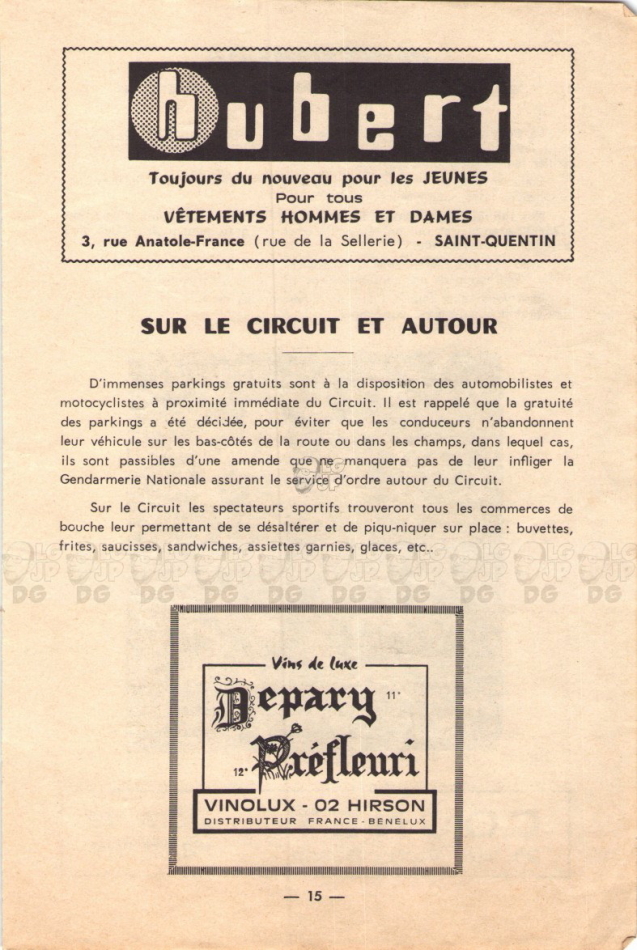 hubert
Toujours du nouveau pour les JEUNES
Pour tous
VÊTEMENTS HOMMES ET DAMES
3, rue Anatole-France (rue de la Sellerie) - SAINT-QUENTIN
SUR LE CIRCUIT ET AUTOUR
D'immenses parkings gratuits sont à la disposition des automobilistes et
motocyclistes à proximité immédiate du Circuit. Il est rappelé que la gratuité
des parkings a été décidée, pour éviter que les conduceurs n'abandonnent
leur véhicule sur les bas-côtés de la route ou dans les champs, dans lequel cas,
ils sont passibles d'une amende que ne manquera pas de leur infliger la
Gendarmerie Nationale assurant le service d'ordre autour du Circuit.
Sur le Circuit les spectateurs sportifs trouveront tous les commerces de
bouche leur permettant de se désaltérer et de piqu-niquer sur place : buvettes,
frites, saucisses, sandwiches, assiettes garnies, glaces, etc..
Vins de luxe
Depary 11°
12° Préfleuri
VINOLUX - 02 HIRSON
DISTRIBUTEUR FRANCE - BENELUX
— 15 —